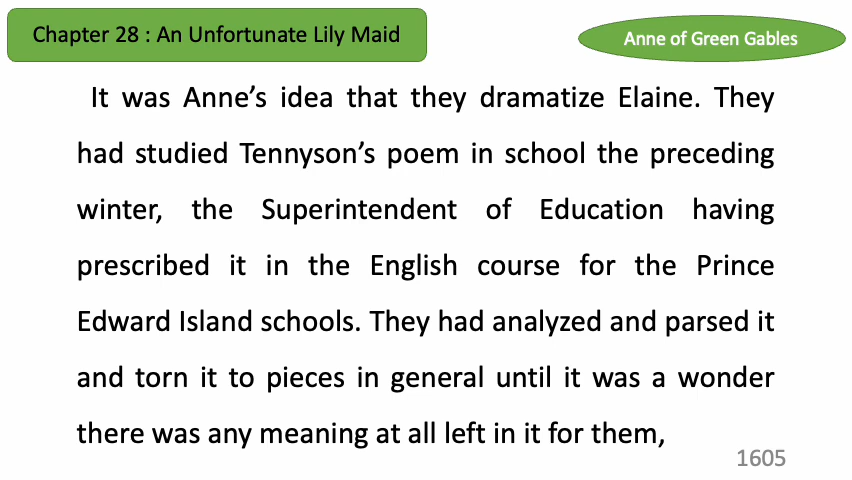 Chapter 28 : An Unfortunate Lily Maid
Anne of Green Gables
It was Anne’s idea that they dramatize Elaine. They
had studied Tennyson’s poem in school the preceding
winter, the Superintendent of Education having
prescribed it in the English course for the Prince
Edward Island schools. They had analyzed and parsed it
and torn it to pieces in general until it was a wonder
there was any meaning at all left in it for them,
1605